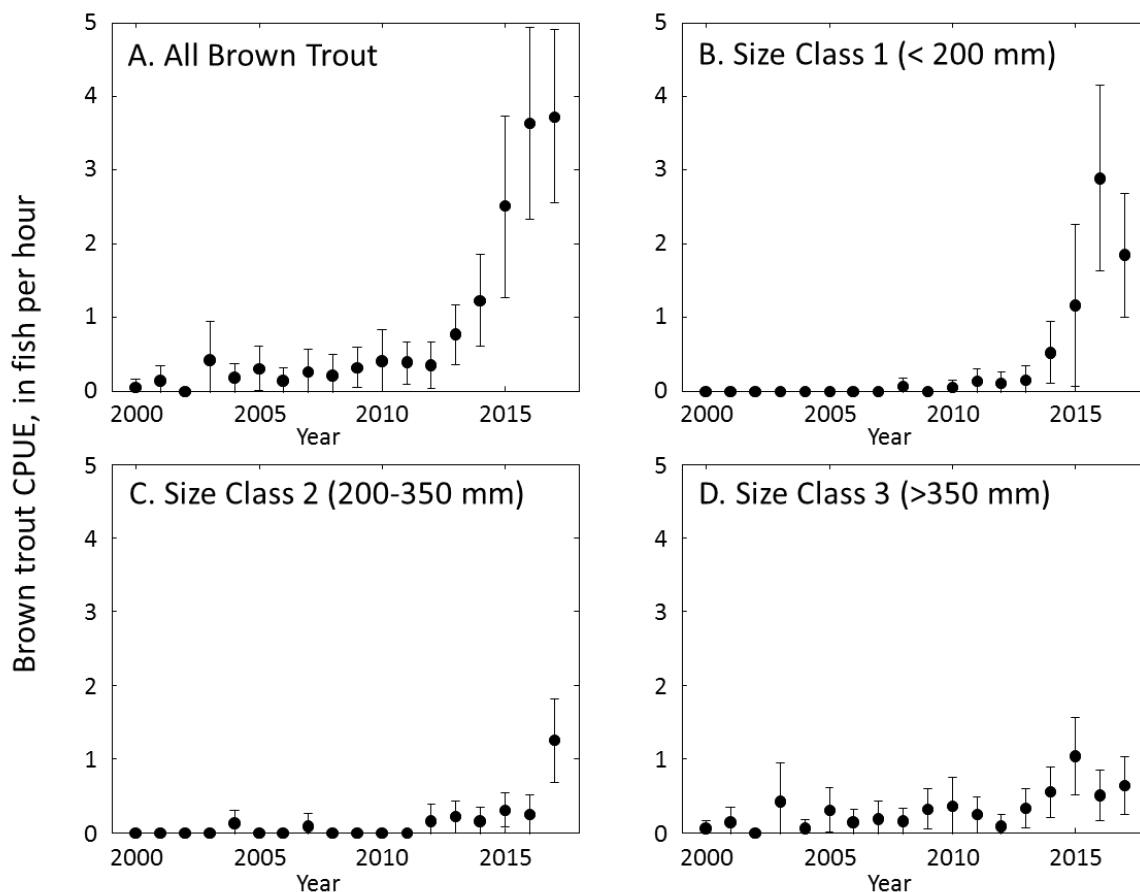 Brown trout CPUE, in fish per hour
A. All Brown Trout
5
4
3
2
1
0
2000 2005 2010 2015
Year
B. Size Class 1 (< 200 mm)
5
4
3
2
1
0
2000 2005 2010 2015
Year
C. Size Class 2 (200-350 mm)
5
4
3
2
1
0
2000 2005 2010 2015
Year
D. Size Class 3 (>350 mm)
5
4
3
2
1
0
2000 2005 2010 2015
Year